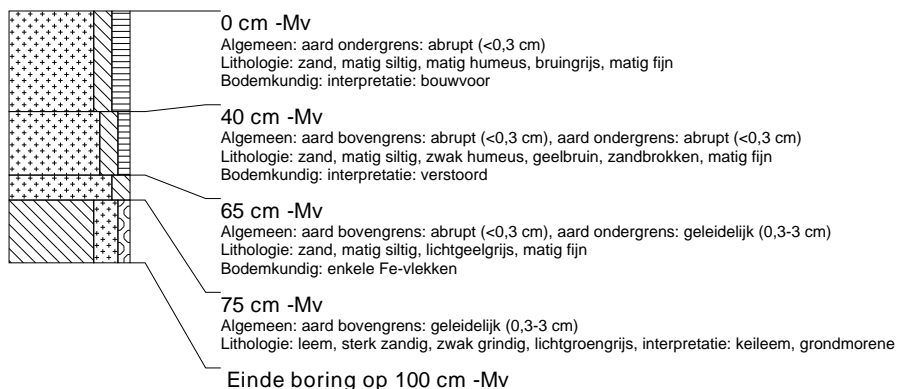 0 cm -Mv
Algemeen: aard ondergrens: abrupt (<0,3 cm)
Lithologie: zand, matig siltig, matig humeus, bruingrijs, matig fijn
Bodemkundig: interpretatie: bouwvoor
40 cm -Mv
Algemeen: aard bovengrens: abrupt (<0,3 cm), aard ondergrens: abrupt (<0,3 cm)
Lithologie: zand, matig siltig, zwak humeus, geelbruin, zandbrokken, matig fijn
Bodemkundig: interpretatie: verstoord
65 cm -Mv
Algemeen: aard bovengrens: abrupt (<0,3 cm), aard ondergrens: geleidelijk (0,3-3 cm)
Lithologie: zand, matig siltig, lichtgeelgrijs, matig fijn
Bodemkundig: enkele Fe-vlekken
75 cm -Mv
Algemeen: aard bovengrens: geleidelijk (0,3-3 cm)
Lithologie: leem, sterk zandig, zwak grindig, lichtgroengrijs, interpretatie: keileem, grondmorene
Einde boring op 100 cm -Mv